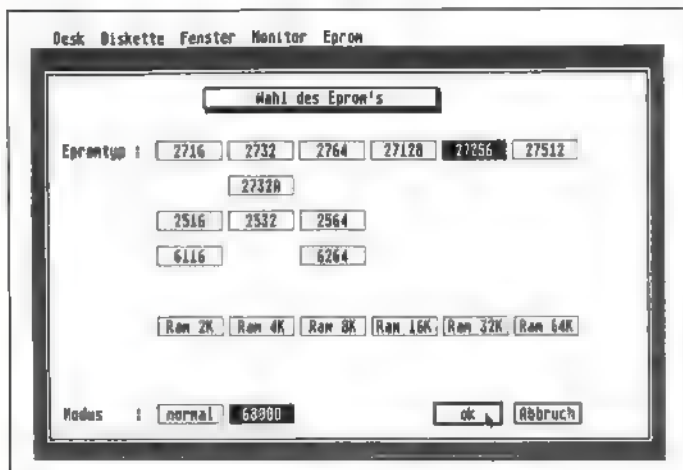 Desk Diskette Fenster Monitor Eprom
Wahl des Eprom's
Epromtyp : 2716 2732 2764 27128 27256 27512
2732A
2516 2532 2564
6116 6264
Ram 2K Ram 4K Ram 8K Ram 16K Ram 32K Ram 64K
Modus : normal 68000 ok Abbruch